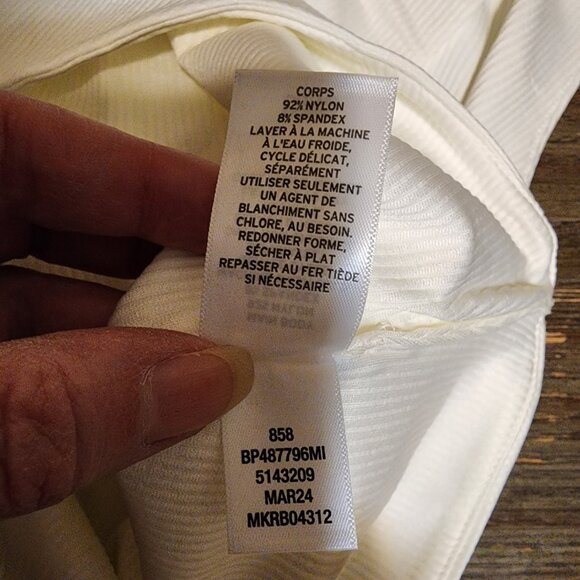 CORPS
92% NYLON
8% SPANDEX
LAVER À LA MACHINE
À L'EAU FROIDE,
CYCLE DÉLICAT,
SÉPARÉMENT
UTILISER SEULEMENT
UN AGENT DE
BLANCHIMENT SANS
CHLORE, AU BESOIN.
REDONNER FORME,
SÉCHER À PLAT
REPASSER AU FER TIÈDE
SI NÉCESSAIRE
858
BP487796MI
5143209
MAR24
MKRB04312